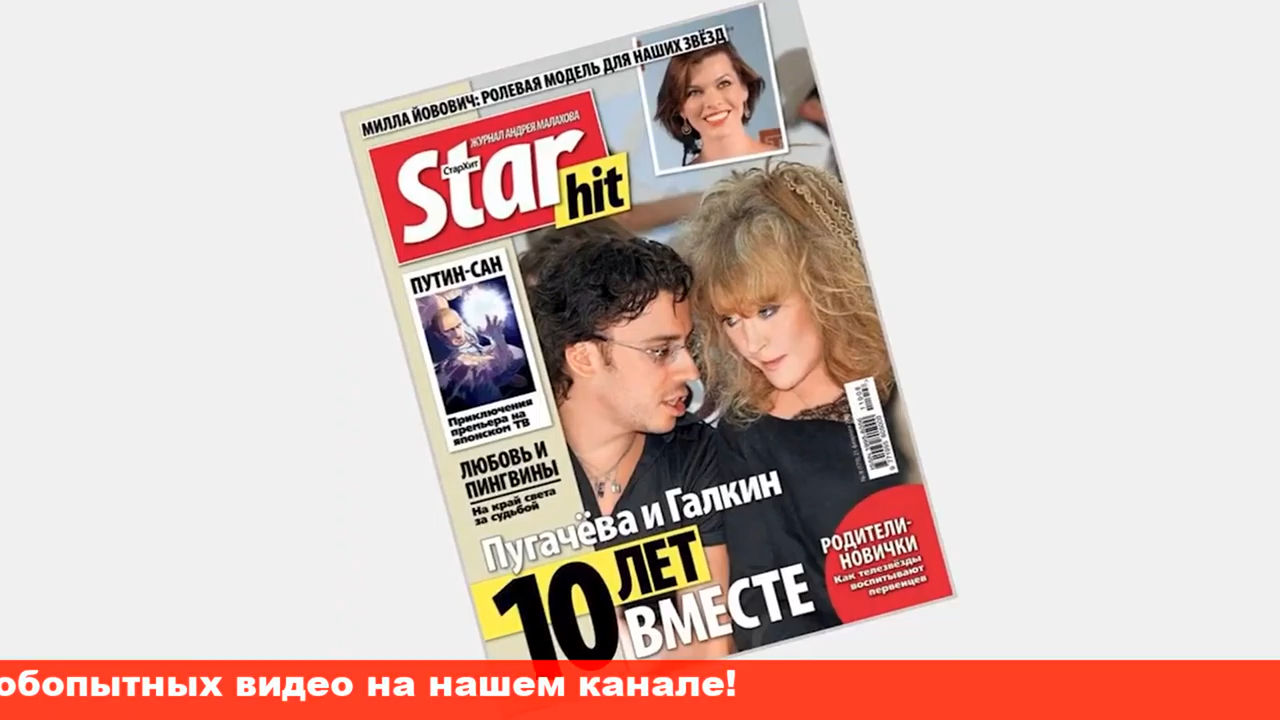 МИЛЛА ЙОВОВИЧ: РОЛЕВАЯ МОДЕЛЬ ДЛЯ НАШИХ ЗВЁЗД
ЖУРНАЛ АНДРЕЯ МАЛАХОВА
Star
СтарХит
hit
ПУТИН-САН
Приключения
премьера на
японском ТВ
ЛЮБОВЬ И
ПИНГВИНЫ
На край света
за судьбой
Пугачёва и Галкин
10 ЛЕТ
ВМЕСТЕ
РОДИТЕЛИ-
НОВИЧКИ
Как телезвёзды
воспитывают
первенцев
обопытных видео на нашем канале!